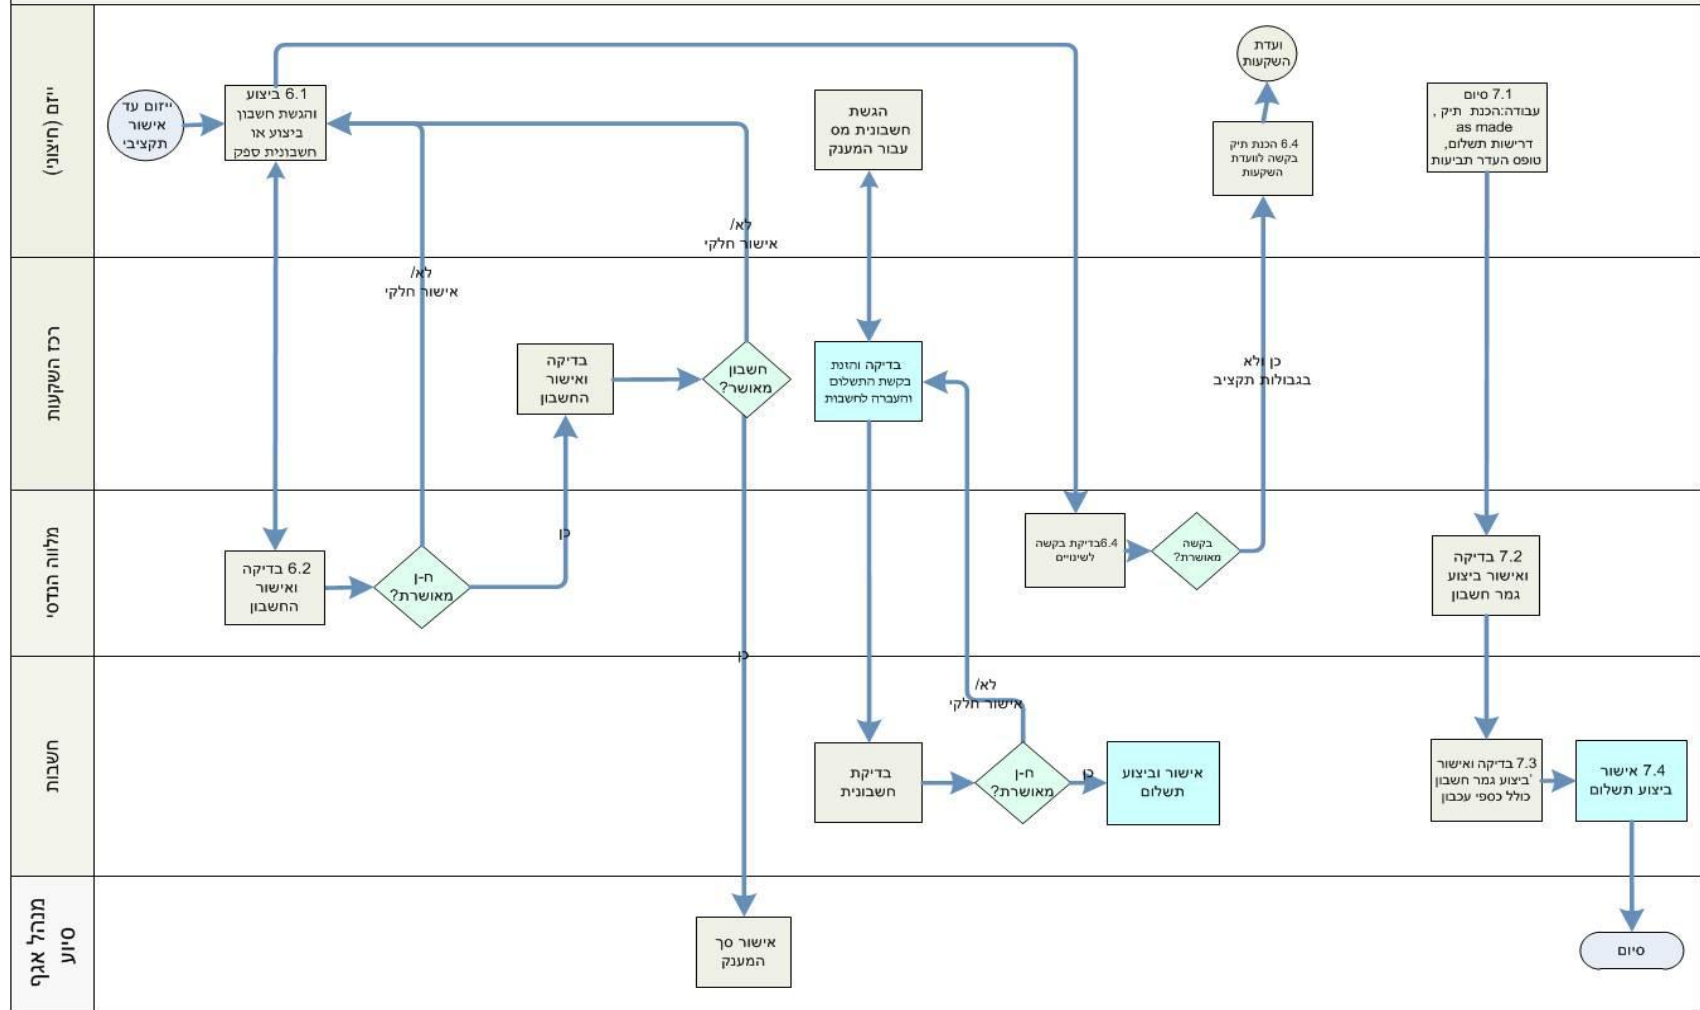 יזם (חיצוני)
ייזום עד
אישור
תקציבי
6.1 ביצוע
והגשת חשבון
ביצוע או
חשבונית ספק
הגשת
חשבונית מס
עבור המענק
ועדת
השקעות
6.4 הכנת תיק
בקשה לוועדת
השקעות
7.1 סיום
עבודה:הכנת תיק ,
as made
דרישות תשלום,
טופס העדר תביעות
לא/
אישור חלקי
לא/
אישור חלקי
רכז השקעות
בדיקה
ואישור
החשבון
חשבון
מאושר?
בדיקה והזנת
בקשת התשלום
והעברה לחשבות
כן ולא
בגבולות תקציב
מלווה הנדסי
6.2 בדיקה
ואישור
החשבון
ח-ן
מאושרת?
כן
6.4בדיקת בקשה
לשינויים
בקשה
מאושרת?
7.2 בדיקה
ואישור ביצוע
גמר חשבון
כן
חשבות
לא/
אישור חלקי
בדיקת
חשבונית
ח-ן
מאושרת?
כן
אישור וביצוע
תשלום
7.3 בדיקה ואישור
ביצוע גמר חשבון'
כולל כספי עכבון
7.4 אישור
ביצוע תשלום
מנהל אגף
סיוע
אישור סך
המענק
סיום